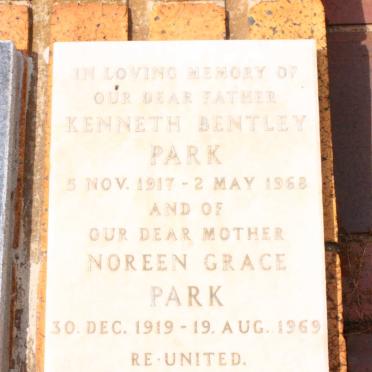 IN LOVING MEMORY OF
OUR DEAR FATHER
KENNETH BENTLEY
PARK
5 NOV. 1917 - 2 MAY 1968
AND OF
OUR DEAR MOTHER
NOREEN GRACE
PARK
30. DEC. 1919 - 19. AUG. 1969
RE-UNITED.